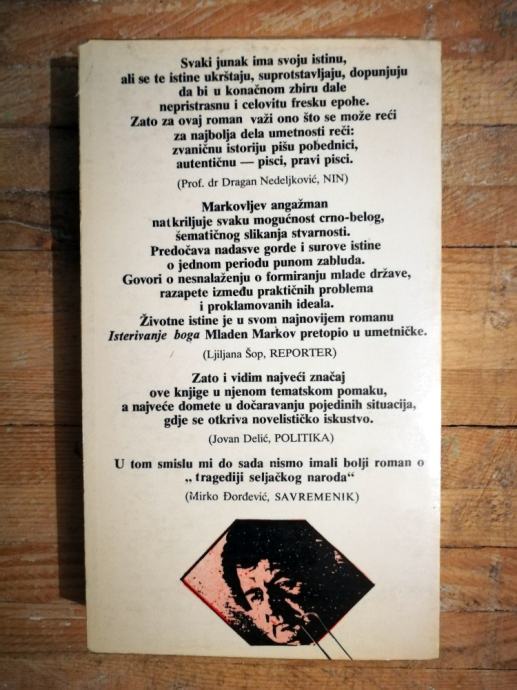 Svaki junak ima svoju istinu,
ali se te istine ukrštaju, suprotstavljaju, dopunjuju
da bi u konačnom zbiru dale
nepristrasnu i celovitu fresku epohe.
Zato za ovaj roman važi ono što se može reći
za najbolja dela umetnosti reči:
zvaničnu istoriju pišu pobednici,
autentičnu — pisci, pravi pisci.
(Prof. dr Dragan Nedeljković, NIN)
Markovljev angažman
natkriljuje svaku mogućnost crno-belog,
šematičnog slikanja stvarnosti.
Predočava nadasve gorde i surove istine
o jednom periodu punom zabluda.
Govori o nesnalaženju o formiranju mlade države,
razapete između praktičnih problema
i proklamovanih ideala.
Životne istine je u svom najnovijem romanu
Isterivanje boga Mladen Markov pretopio u umetničke.
(Ljiljana Šop, REPORTER)
Zato i vidim najveći značaj
ove knjige u njenom tematskom pomaku,
a najveće domete u dočaravanju pojedinih situacija,
gdje se otkriva novelističko iskustvo.
(Jovan Delić, POLITIKA)
U tom smislu mi do sada nismo imali bolji roman o
„tragediji seljačkog naroda“
(Mirko Đorđević, SAVREMENIK)